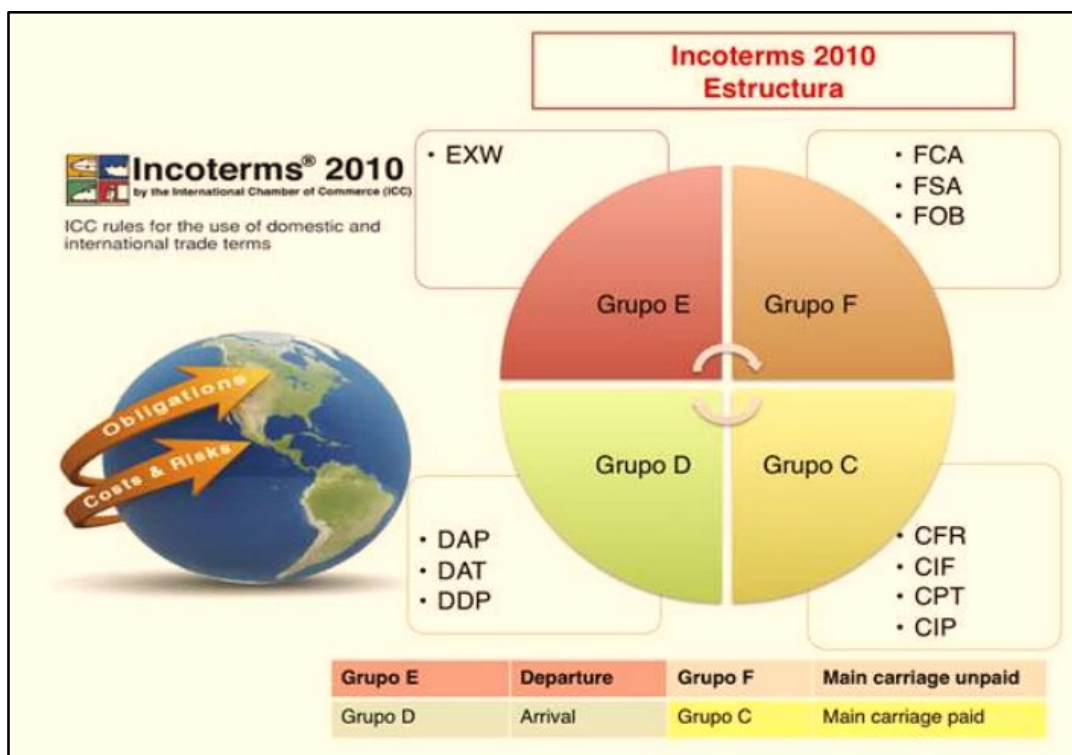 Incoterms 2010
Estructura
Incoterms® 2010
by the International Chamber of Commerce (ICC)
ICC rules for the use of domestic and
international trade terms
• EXW
• FCA
• FSA
• FOB
Grupo E
Grupo F
Obligations
Costs & Risks
Grupo D
Grupo C
• DAP
• DAT
• DDP
• CFR
• CIF
• CPT
• CIP
Grupo E Departure Grupo F Main carriage unpaid
Grupo D Arrival Grupo C Main carriage paid